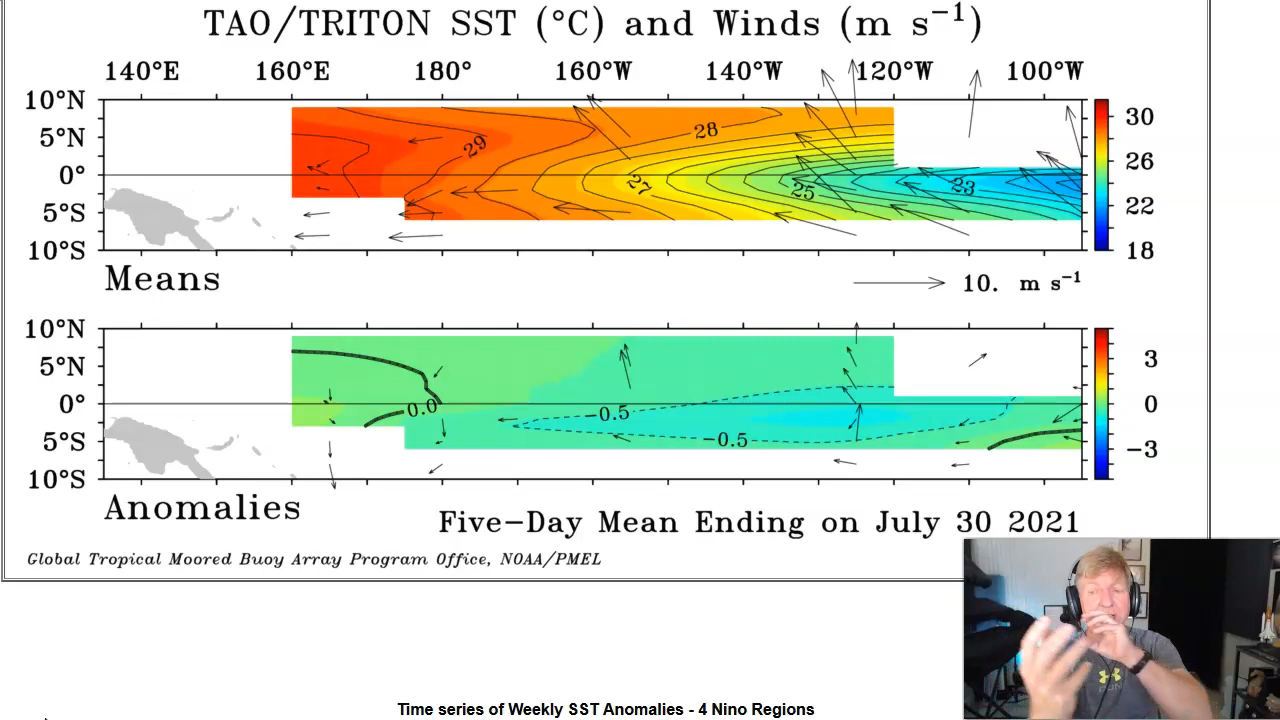 TAO/TRITON SST (°C) and Winds (m s⁻¹)
140°E 160°E 180° 160°W 140°W 120°W 100°W
10°N
5°N
0°
5°S
10°S
29
28
27
25
23
30
26
22
18
Means
10. m s⁻¹
10°N
5°N
0°
5°S
10°S
0.0
-0.5
-0.5
3
0
-3
Anomalies
Five-Day Mean Ending on July 30 2021
Global Tropical Moored Buoy Array Program Office, NOAA/PMEL
Time series of Weekly SST Anomalies - 4 Nino Regions